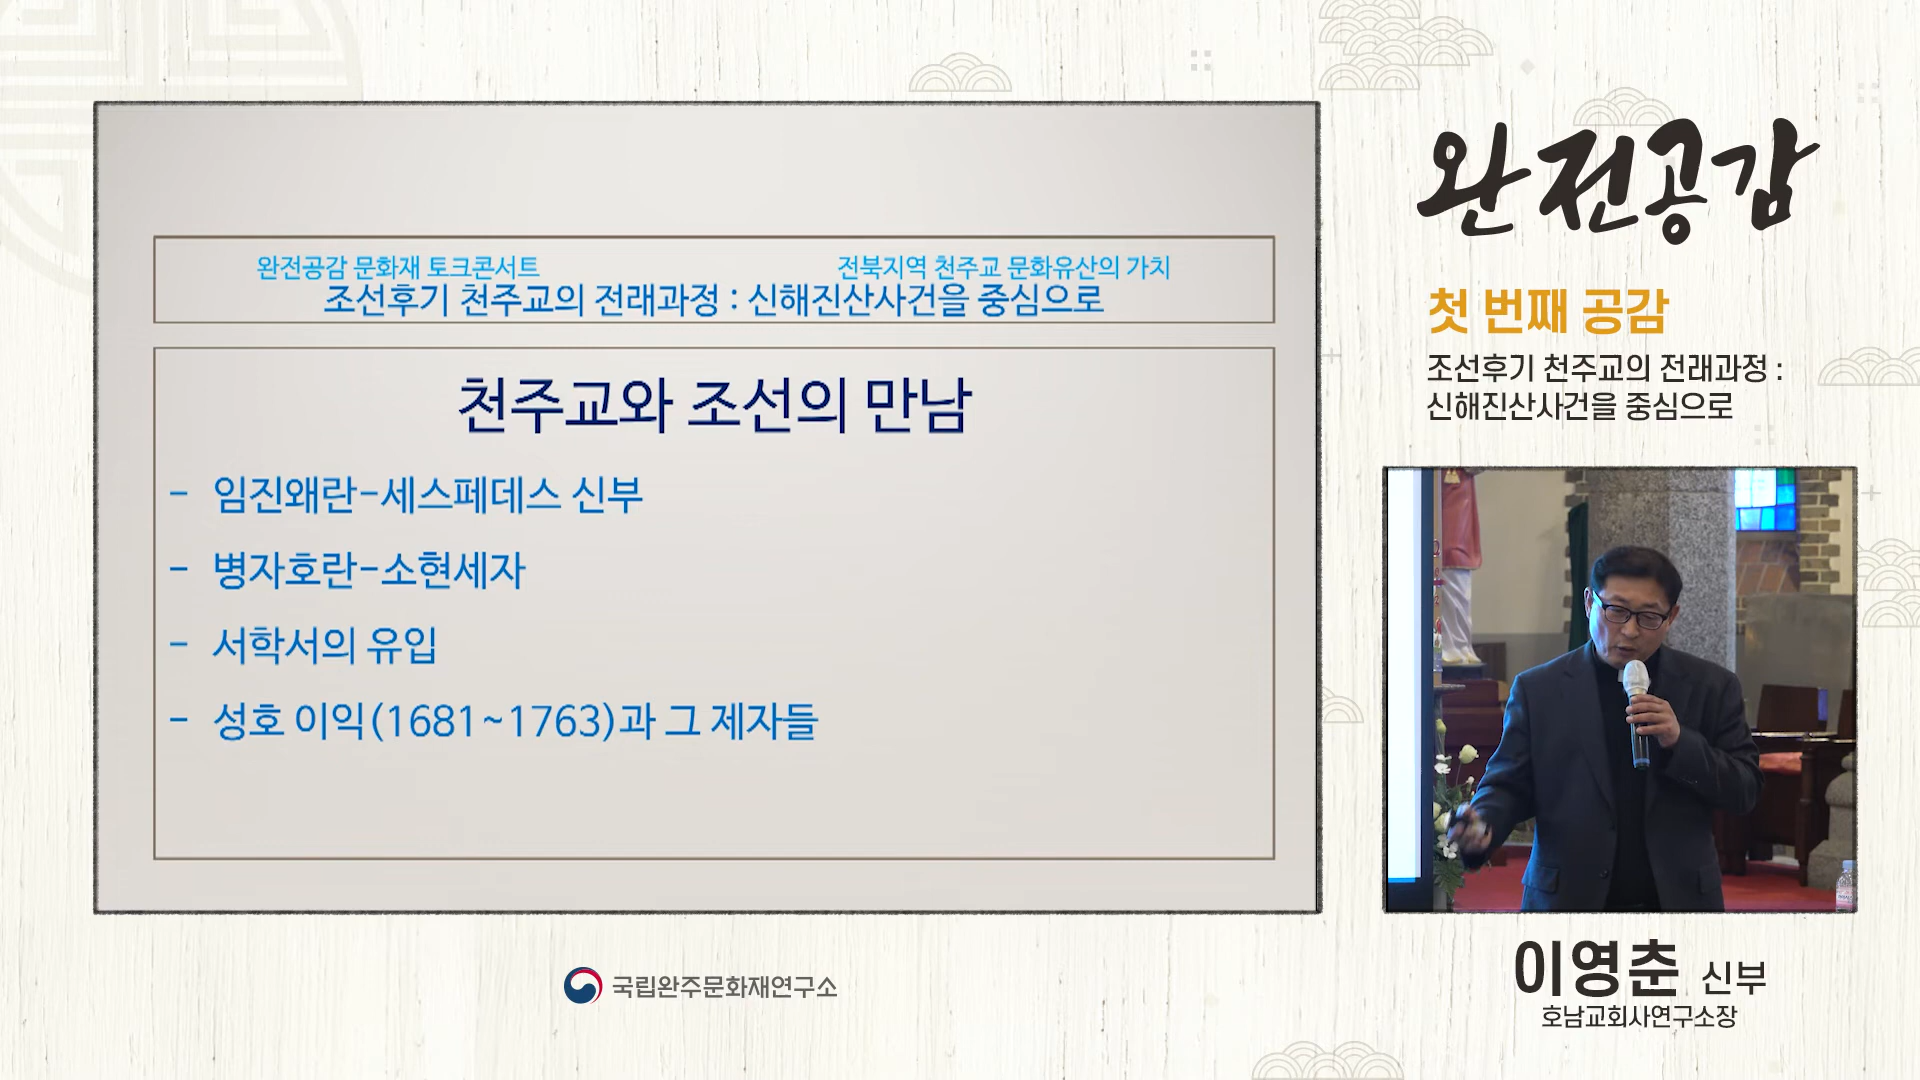 완전공감 문화재 토크콘서트 전북지역 천주교 문화유산의 가치
조선후기 천주교의 전래과정 : 신해진산사건을 중심으로
천주교와 조선의 만남
- 임진왜란-세스페데스 신부
- 병자호란-소현세자
- 서학서의 유입
- 성호 이익(1681~1763)과 그 제자들
완전공감
첫 번째 공감
조선후기 천주교의 전래과정 :
신해진산사건을 중심으로
이영춘 신부
호남교회사연구소장
국립완주문화재연구소